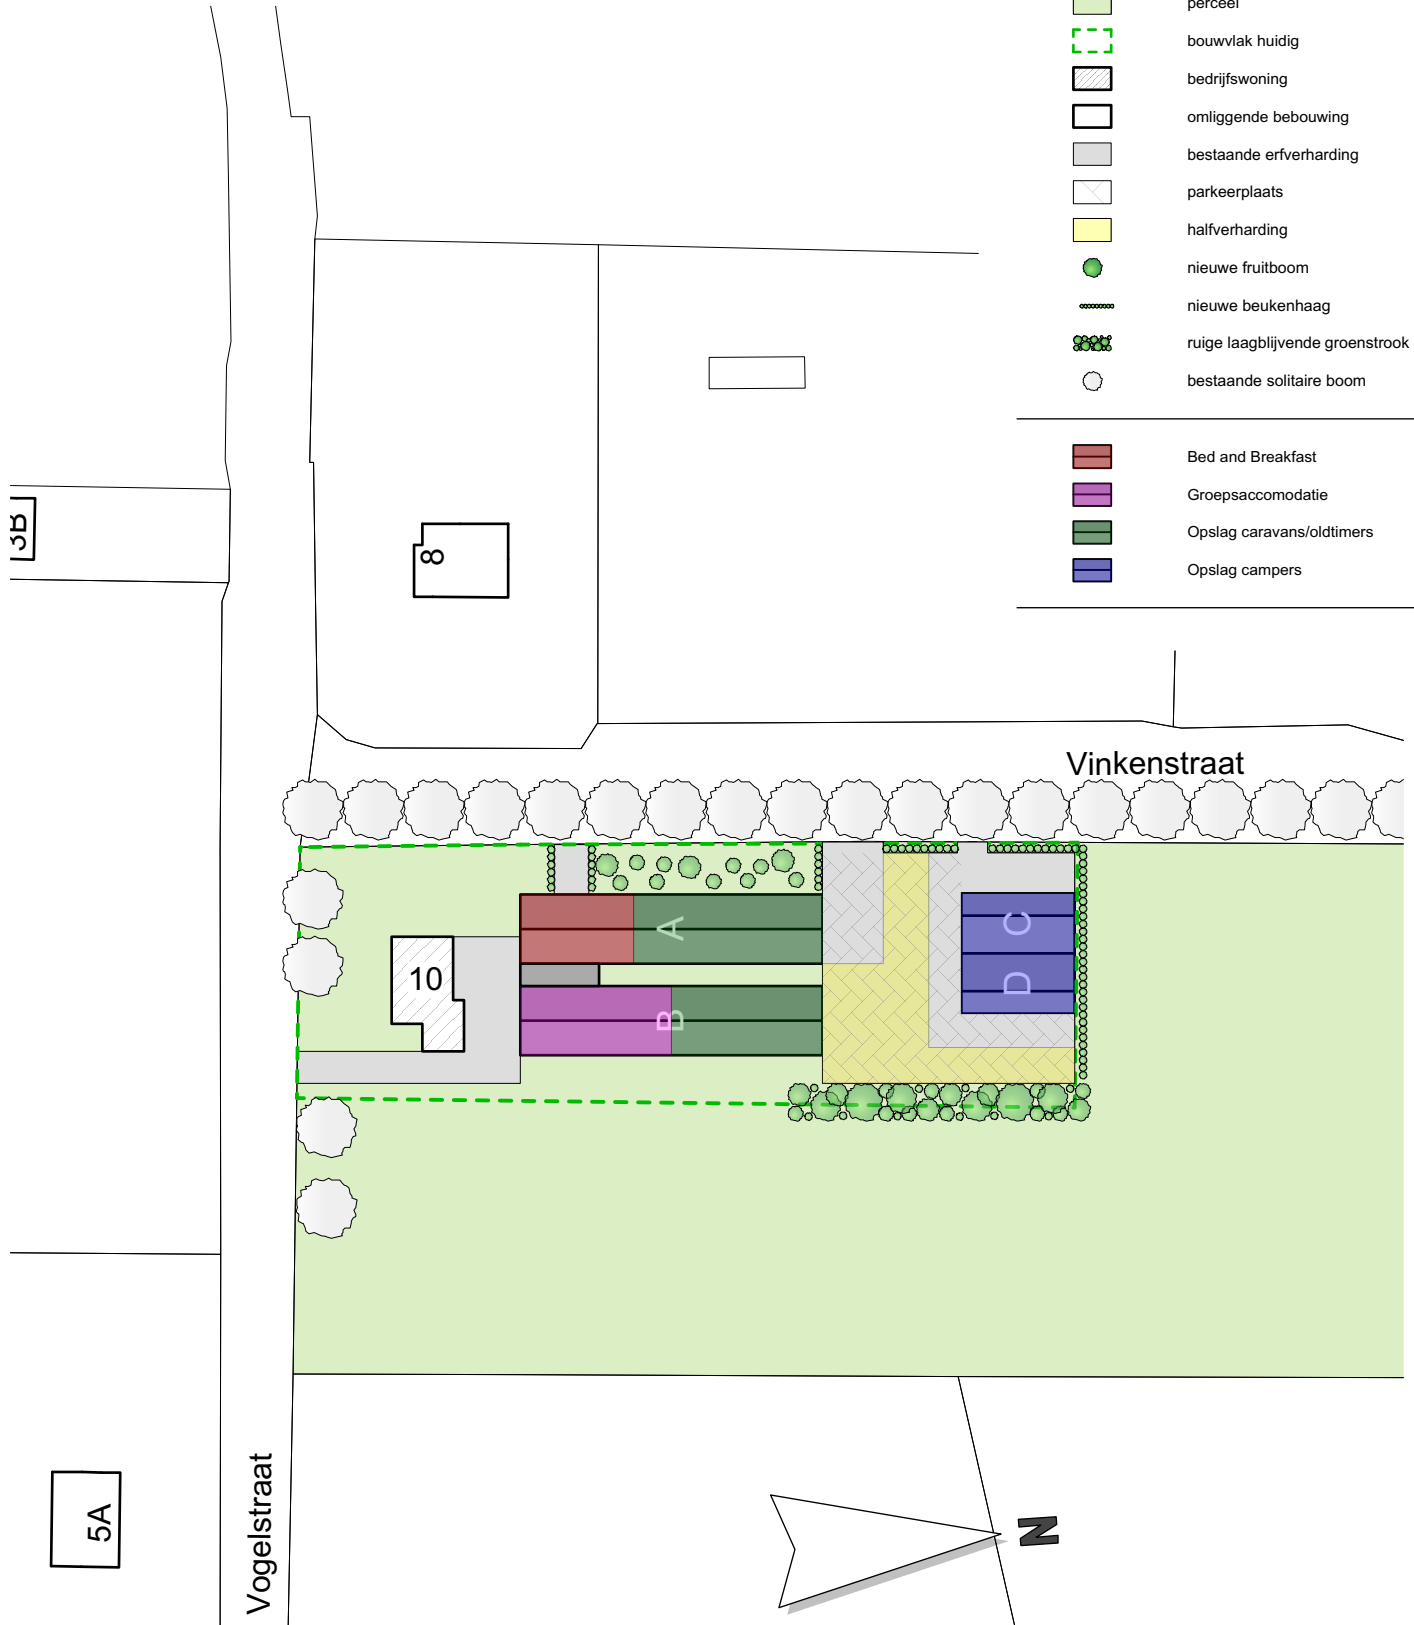 perceel
bouwvlak huidig
bedrijfswoning
omliggende bebouwing
bestaande erfverharding
parkeerplaats
halfverharding
nieuwe fruitboom
nieuwe beukenhaag
ruige laagblijvende groenstrook
bestaande solitaire boom
Bed and Breakfast
Groepsaccomodatie
Opslag caravans/oldtimers
Opslag campers
3B
8
Vinkenstraat
A
C
10
D
B
Vogelstraat
5A
N